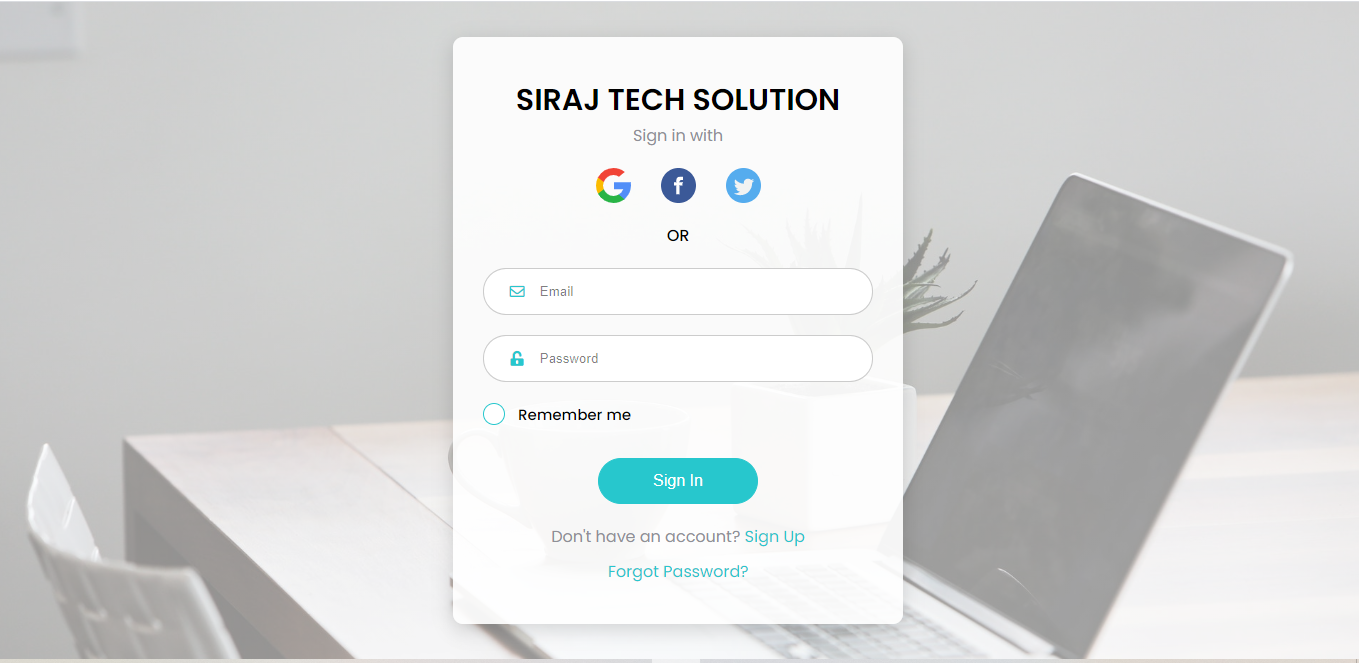 SIRAJ TECH SOLUTION
Sign in with
OR
Email
Password
Remember me
Sign In
Don't have an account? Sign Up
Forgot Password?